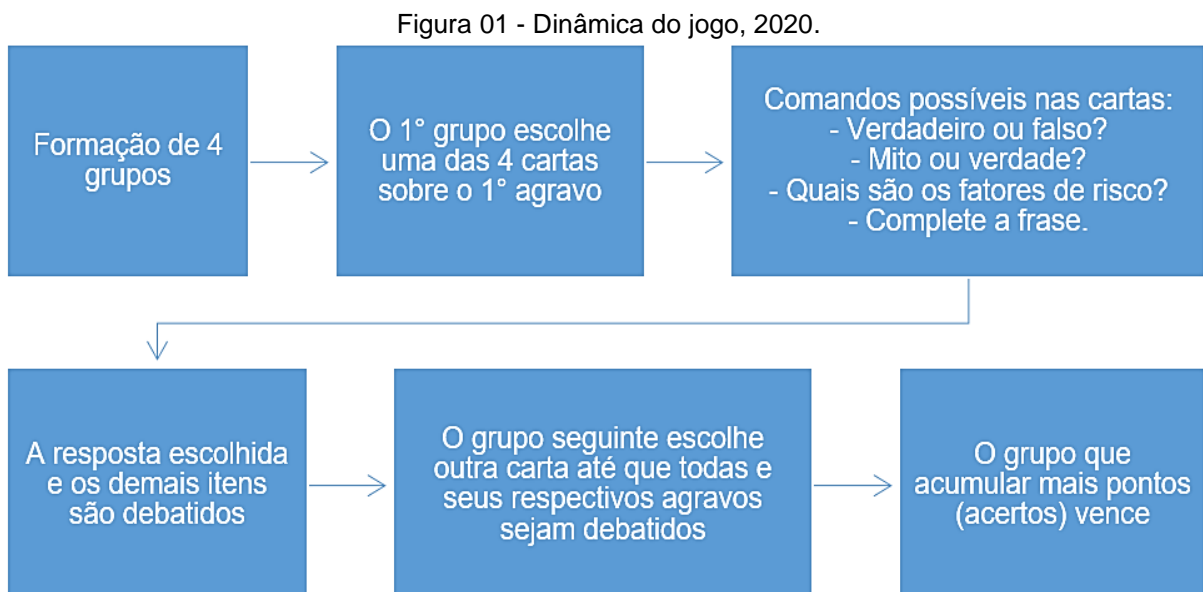 Figura 01 - Dinâmica do jogo, 2020.
Formação de 4
grupos
O 1° grupo escolhe
uma das 4 cartas
sobre o 1° agravo
Comandos possíveis nas cartas:
- Verdadeiro ou falso?
- Mito ou verdade?
- Quais são os fatores de risco?
- Complete a frase.
A resposta escolhida
e os demais itens
são debatidos
O grupo seguinte escolhe
outra carta até que todas e
seus respectivos agravos
sejam debatidos
O grupo que
acumular mais pontos
(acertos) vence